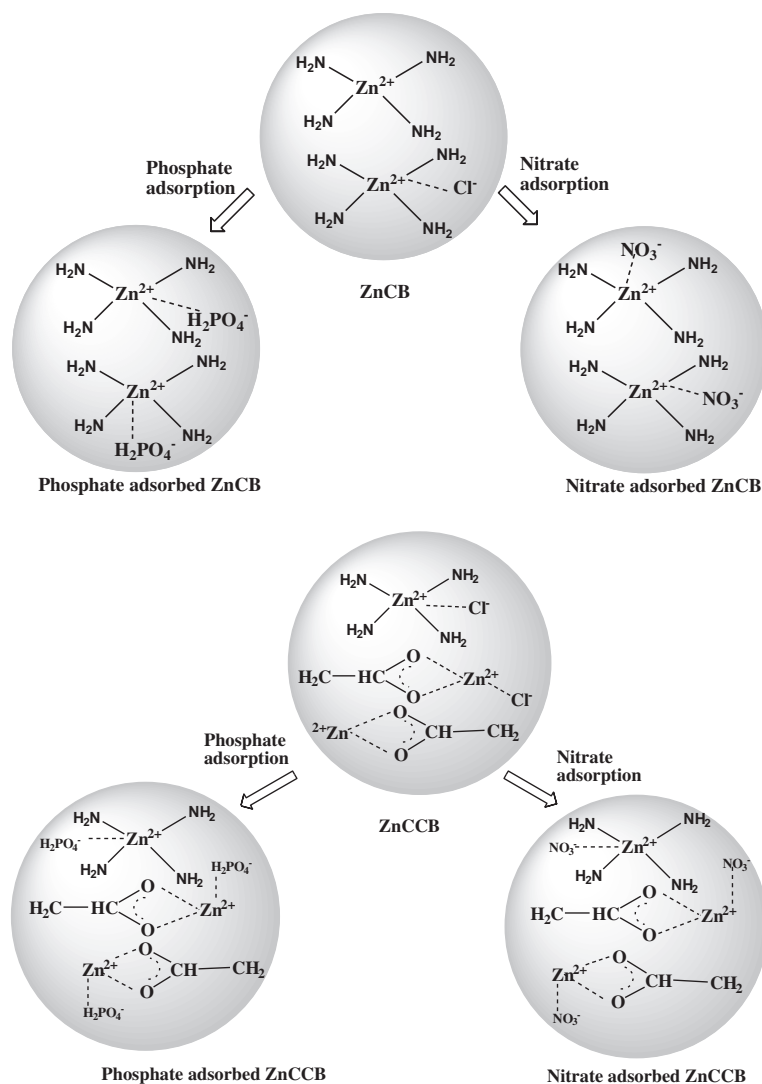 H₂N NH₂
Zn²⁺
H₂N NH₂
H₂N NH₂
Zn²⁺ Cl⁻
H₂N NH₂
Phosphate
adsorption
Nitrate
adsorption
ZnCB
H₂N NH₂
Zn²⁺
H₂PO₄⁻
H₂N NH₂
H₂N NH₂
Zn²⁺
H₂N NH₂
H₂PO₄⁻
Phosphate adsorbed ZnCB
NO₃⁻
H₂N NH₂
Zn²⁺
H₂N NH₂
H₂N NH₂
Zn²⁺
NO₃⁻
H₂N NH₂
Nitrate adsorbed ZnCB
H₂N NH₂
Zn²⁺
Cl⁻
H₂N NH₂
O
H₂C HC Zn²⁺
O Cl⁻
O
²⁺Zn CH CH₂
O
Phosphate
adsorption
Nitrate
adsorption
ZnCCB
H₂N NH₂
H₂PO₄⁻ Zn²⁺
H₂N NH₂ H₂PO₄⁻
O
H₂C HC Zn²⁺
O
O
Zn²⁺ CH CH₂
O
H₂PO₄⁻
Phosphate adsorbed ZnCCB
H₂N NH₂
NO₃⁻ Zn²⁺
H₂N NH₂ NO₃⁻
O
H₂C HC Zn²⁺
O
Zn²⁺ O
CH CH₂
O
NO₃⁻
Nitrate adsorbed ZnCCB